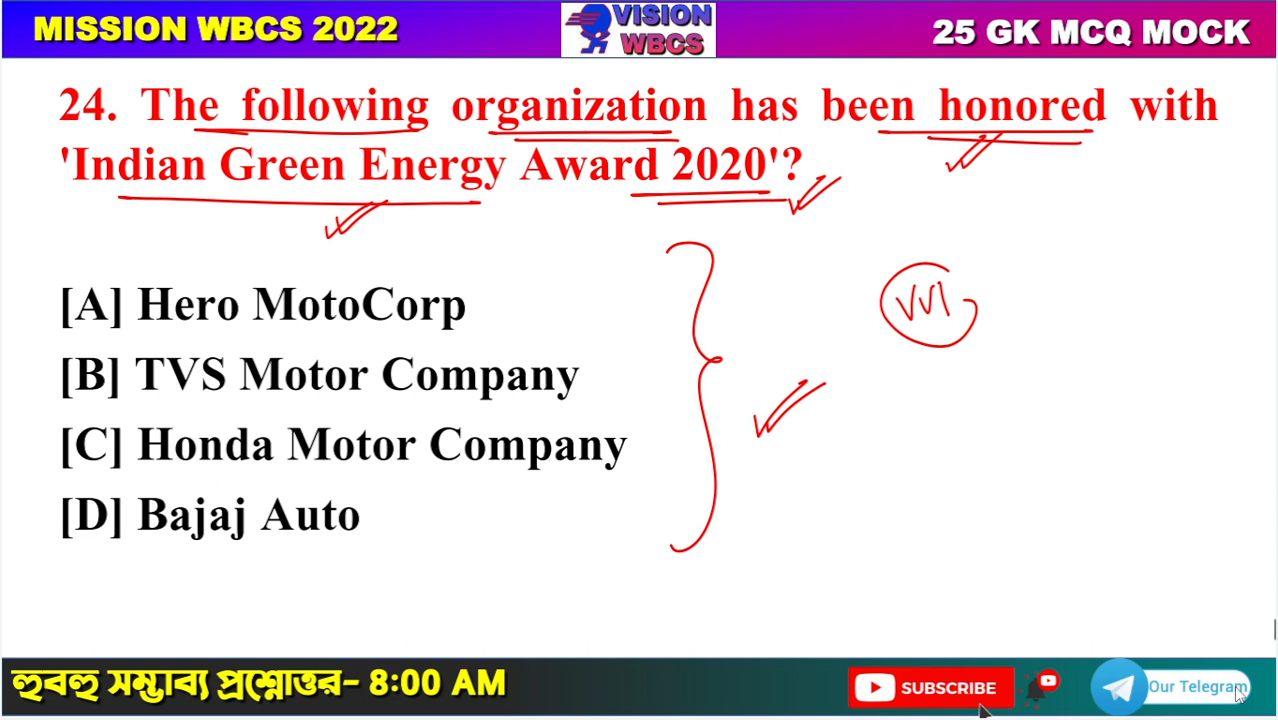 MISSION WBCS 2022
VISION
WBCS
25 GK MCQ MOCK
24. The following organization has been honored with
'Indian Green Energy Award 2020'?
[A] Hero MotoCorp
[B] TVS Motor Company
[C] Honda Motor Company
[D] Bajaj Auto
VVI
হুবহু সম্ভাব্য প্রশ্নোত্তর- 8:00 AM
SUBSCRIBE
Our Telegram